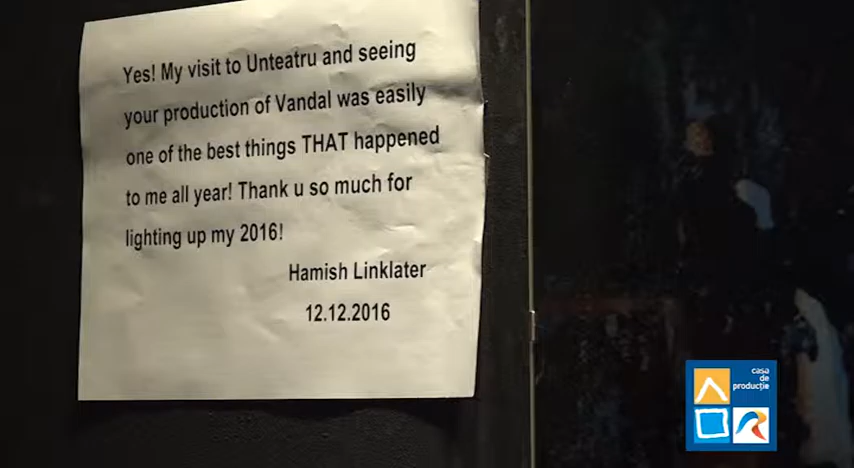 Yes! My visit to Unteatru and seeing
your production of Vandal was easily
one of the best things THAT happened
to me all year! Thank u so much for
lighting up my 2016!
Hamish Linklater
12.12.2016
casa
de
producție